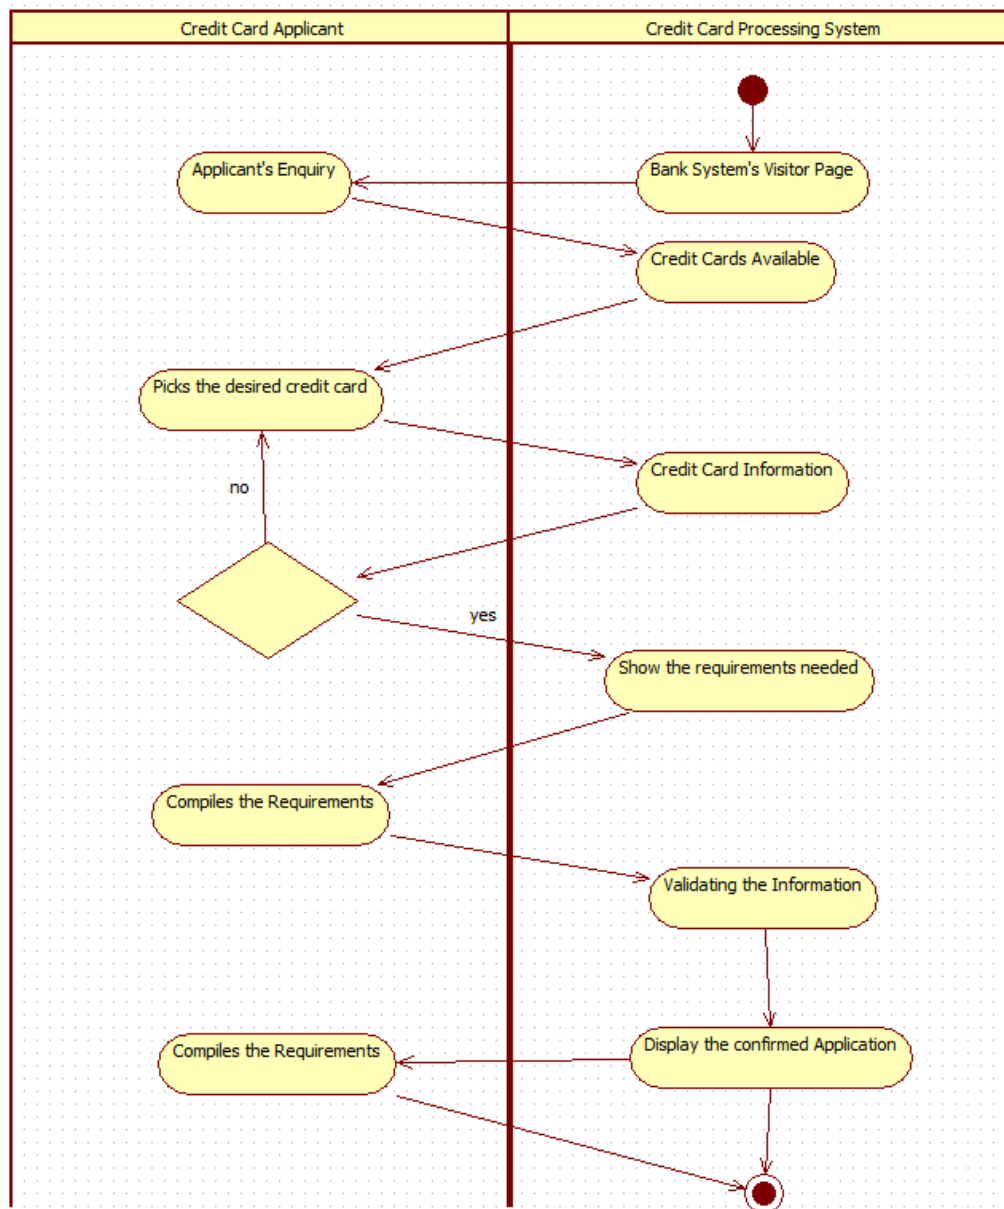 Credit Card Applicant
Credit Card Processing System
Applicant's Enquiry
Bank System's Visitor Page
Credit Cards Available
Picks the desired credit card
Credit Card Information
no
yes
Show the requirements needed
Compiles the Requirements
Validating the Information
Compiles the Requirements
Display the confirmed Application